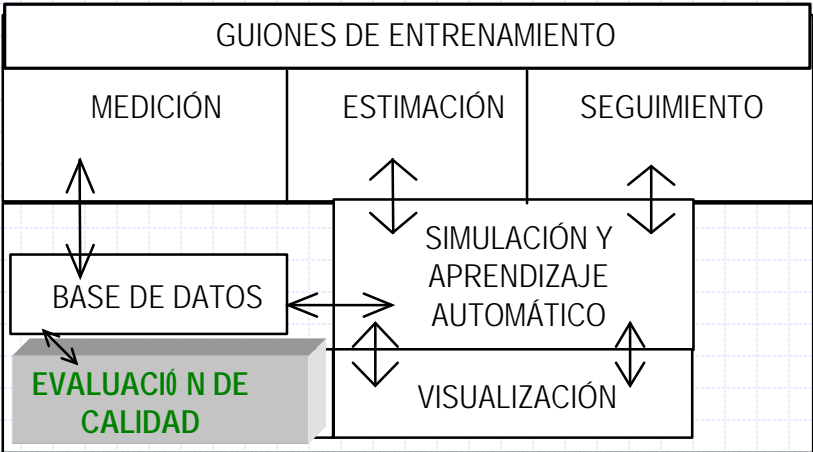 GUIONES DE ENTRENAMIENTO
MEDICIÓN
ESTIMACIÓN
SEGUIMIENTO
SIMULACIÓN Y
APRENDIZAJE
AUTOMÁTICO
BASE DE DATOS
EVALUACIÓ N DE
CALIDAD
VISUALIZACIÓN